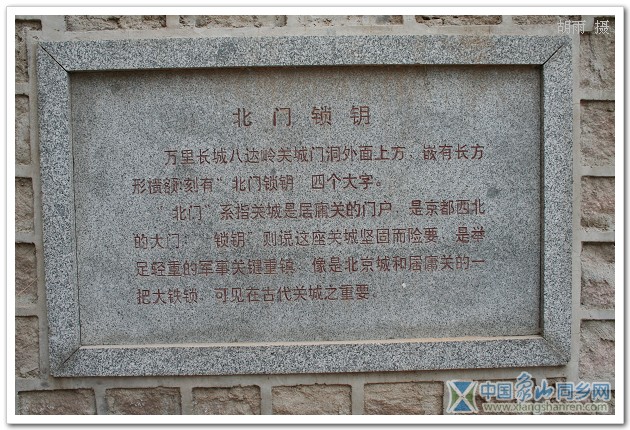 胡雨 摄
北门锁钥
万里长城八达岭关城门洞外面上方，嵌有长方
形横额，刻有"北门锁钥 四个大字。
北门"系指关城是居庸关的门户，是京都西北
的大门； "锁钥"则说这座关城坚固而险要，是举
足轻重的军事关键重镇，像是北京城和居庸关的一
把大铁锁，可见在古代关城之重要。
中国象山同乡网
www.xiangshanren.com